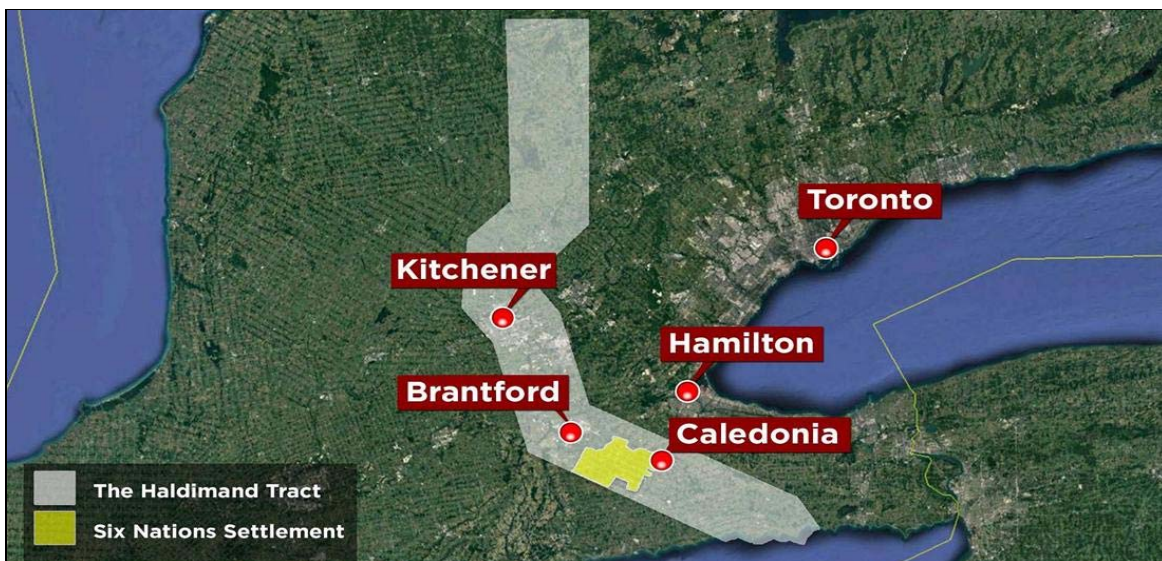 Toronto
Kitchener
Hamilton
Brantford
Caledonia
The Haldimand Tract
Six Nations Settlement